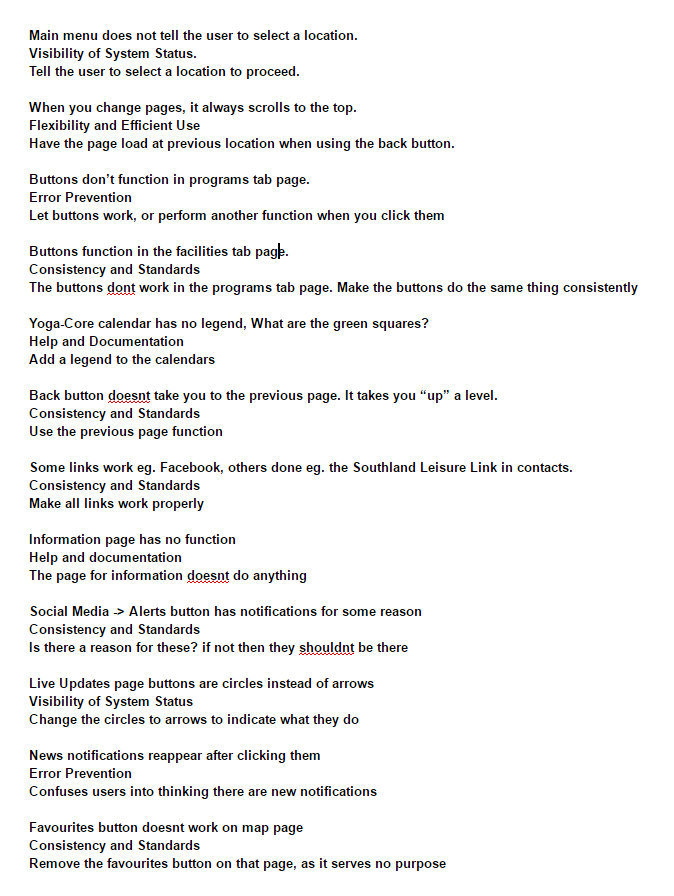 Main menu does not tell the user to select a location.
Visibility of System Status.
Tell the user to select a location to proceed.
When you change pages, it always scrolls to the top.
Flexibility and Efficient Use
Have the page load at previous location when using the back button.
Buttons don’t function in programs tab page.
Error Prevention
Let buttons work, or perform another function when you click them
Buttons function in the facilities tab page.
Consistency and Standards
The buttons dont work in the programs tab page. Make the buttons do the same thing consistently
Yoga-Core calendar has no legend, What are the green squares?
Help and Documentation
Add a legend to the calendars
Back button doesnt take you to the previous page. It takes you “up” a level.
Consistency and Standards
Use the previous page function
Some links work eg. Facebook, others done eg. the Southland Leisure Link in contacts.
Consistency and Standards
Make all links work properly
Information page has no function
Help and documentation
The page for information doesnt do anything
Social Media -> Alerts button has notifications for some reason
Consistency and Standards
Is there a reason for these? if not then they shouldnt be there
Live Updates page buttons are circles instead of arrows
Visibility of System Status
Change the circles to arrows to indicate what they do
News notifications reappear after clicking them
Error Prevention
Confuses users into thinking there are new notifications
Favourites button doesnt work on map page
Consistency and Standards
Remove the favourites button on that page, as it serves no purpose